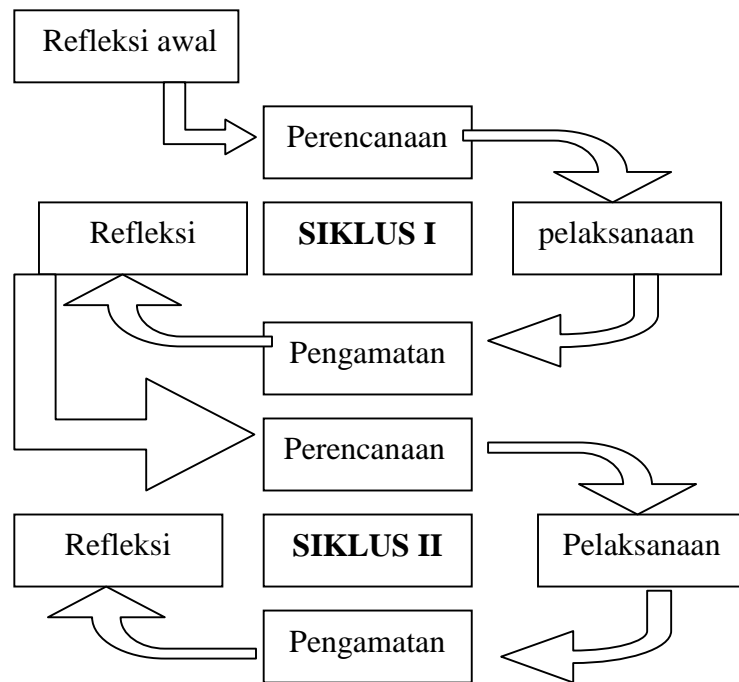 Refleksi awal
Perencanaan
Refleksi
SIKLUS I
pelaksanaan
Pengamatan
Perencanaan
Refleksi
SIKLUS II
Pelaksanaan
Pengamatan